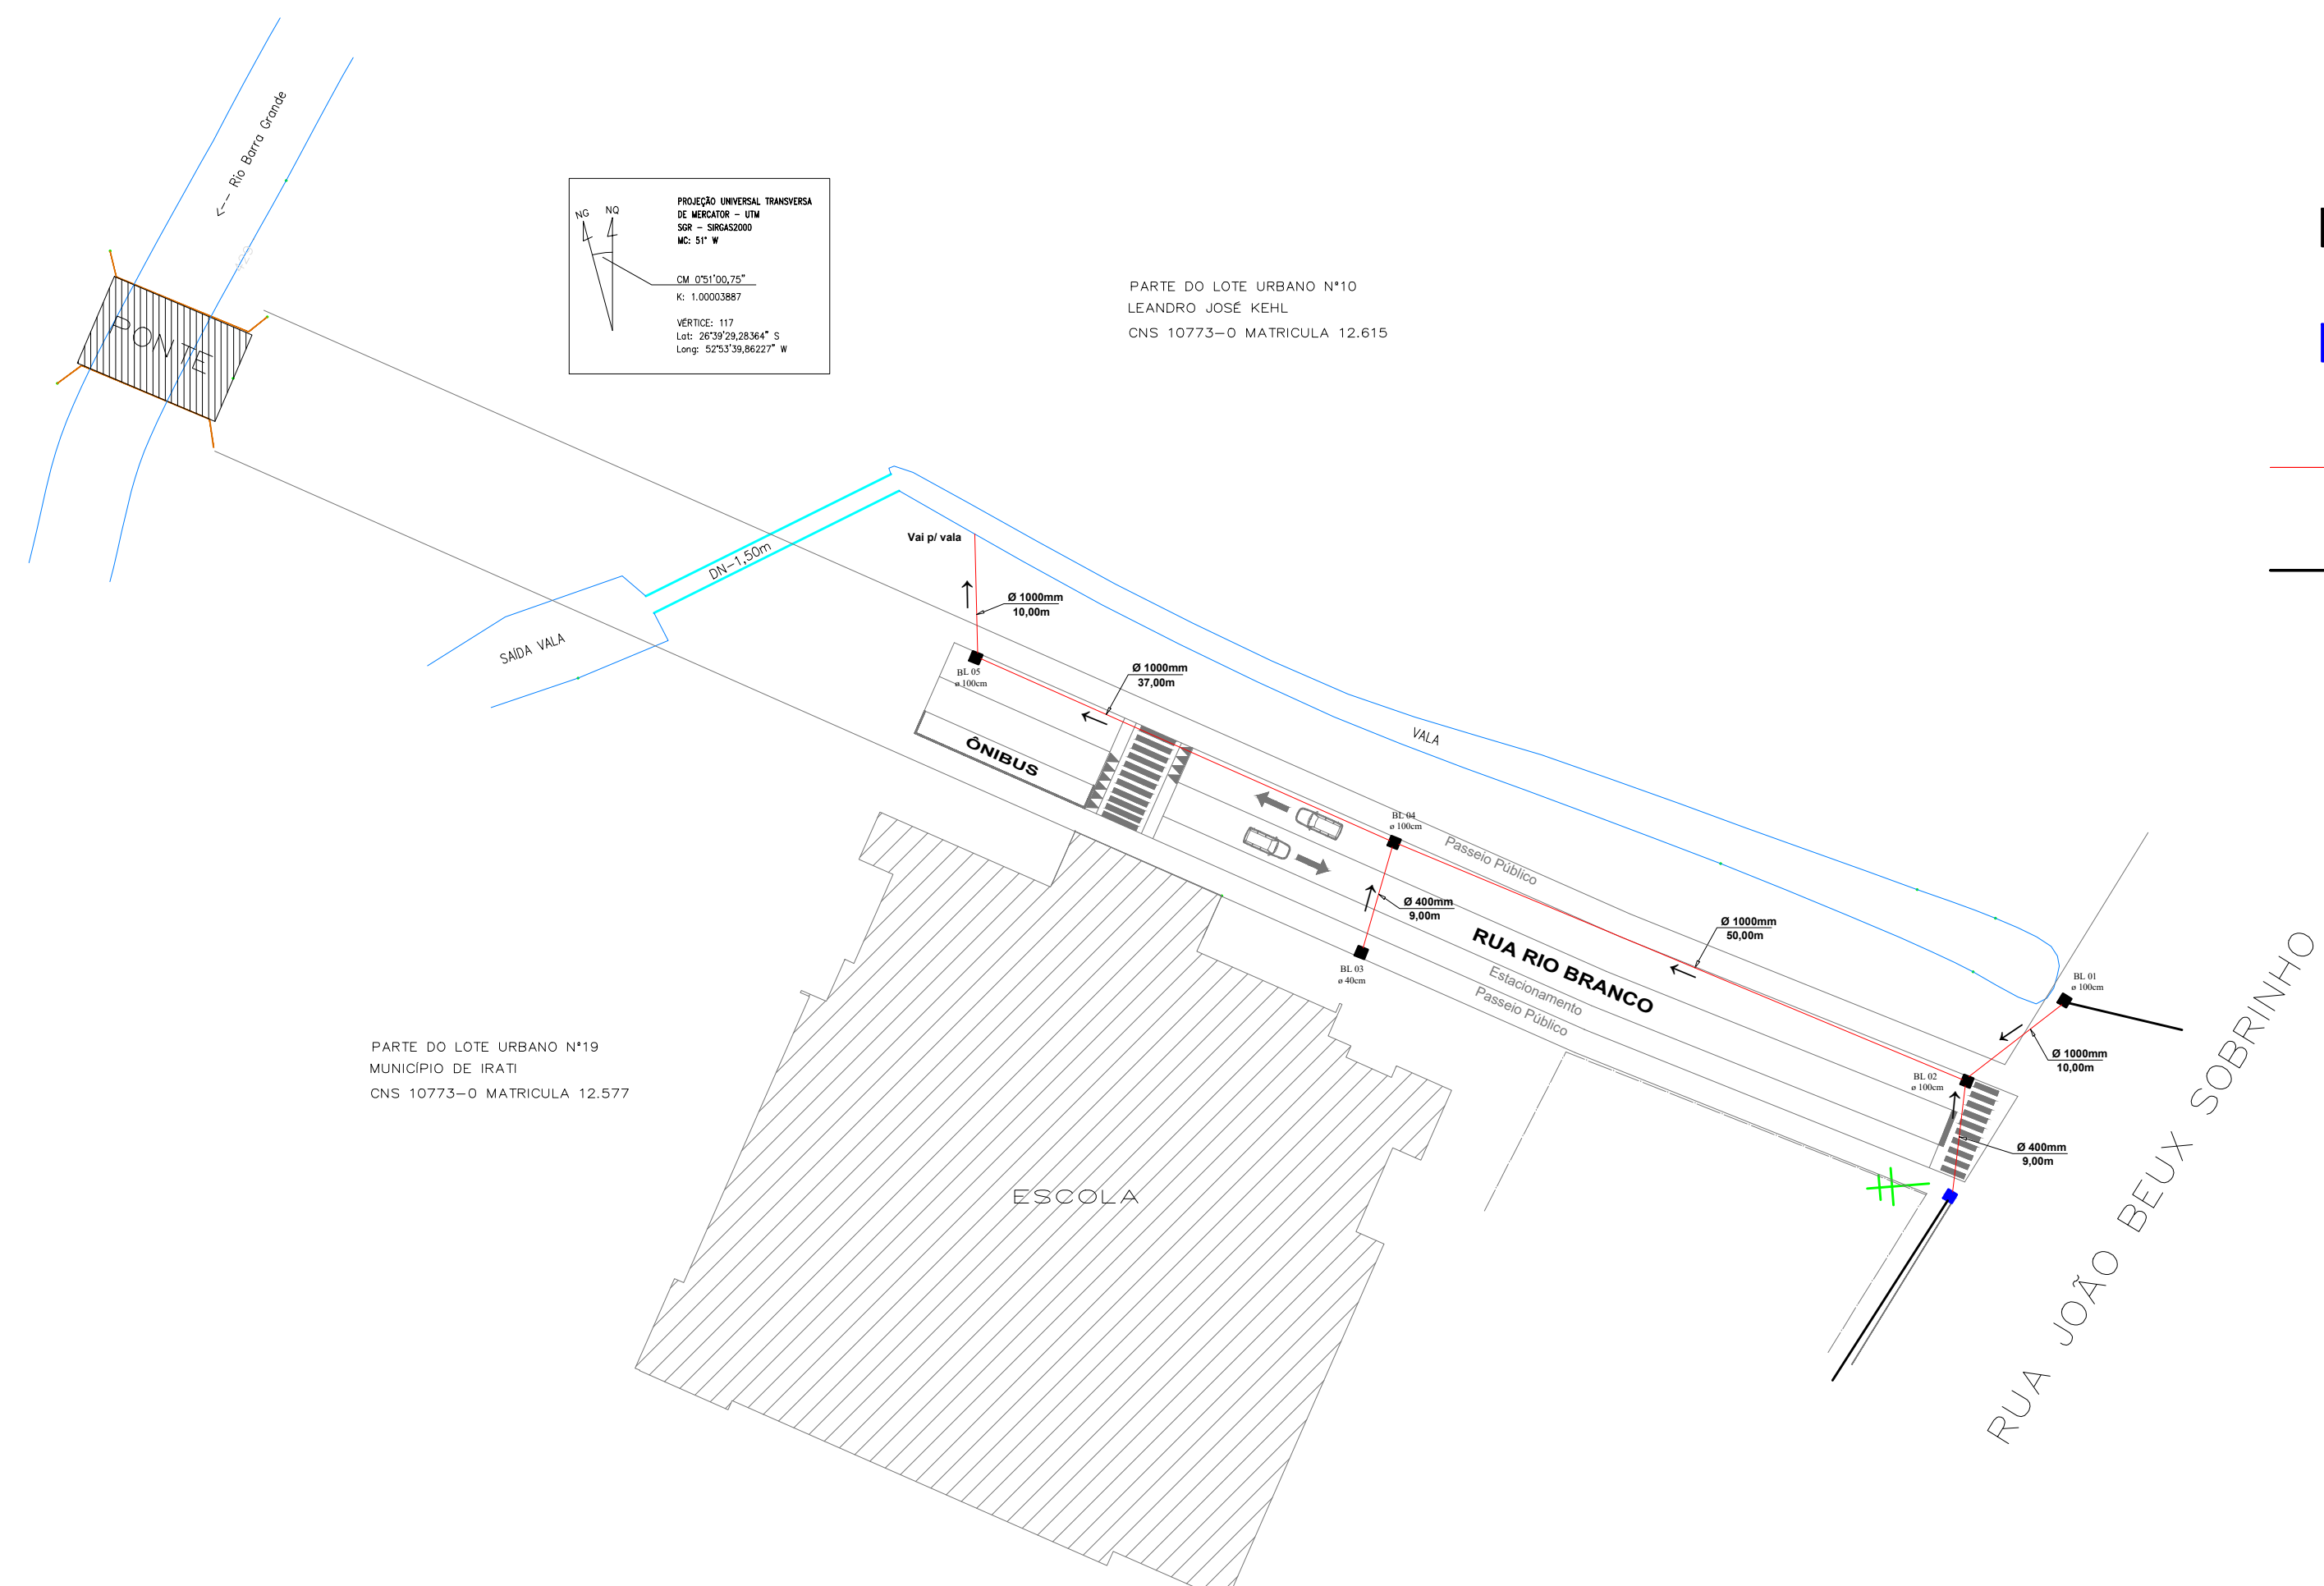 <--- Rio Barra Grande
PONTE
NG
NQ
PROJEÇÃO UNIVERSAL TRANSVERSA
DE MERCATOR - UTM
SGR - SIRGAS2000
MC: 51° W
CM 0°51'00,75"
K: 1.00003887
VÉRTICE: 117
Lat: 26°39'29,28364" S
Long: 52°53'39,86227" W
PARTE DO LOTE URBANO N°10
LEANDRO JOSÉ KEHL
CNS 10773-0 MATRICULA 12.615
DN-1,50m
SAÍDA VALA
Vai p/ vala
Ø 1000mm
10,00m
BL 05
ø 100cm
Ø 1000mm
37,00m
ÔNIBUS
VALA
BL 04
ø 100cm
Passeio Público
Ø 400mm
9,00m
BL 03
ø 40cm
RUA RIO BRANCO
Estacionamento
Passeio Público
Ø 1000mm
50,00m
BL 01
ø 100cm
Ø 1000mm
10,00m
BL 02
ø 100cm
Ø 400mm
9,00m
RUA JOÃO BEUX SOBRINHO
PARTE DO LOTE URBANO N°19
MUNICÍPIO DE IRATI
CNS 10773-0 MATRICULA 12.577
ESCOLA